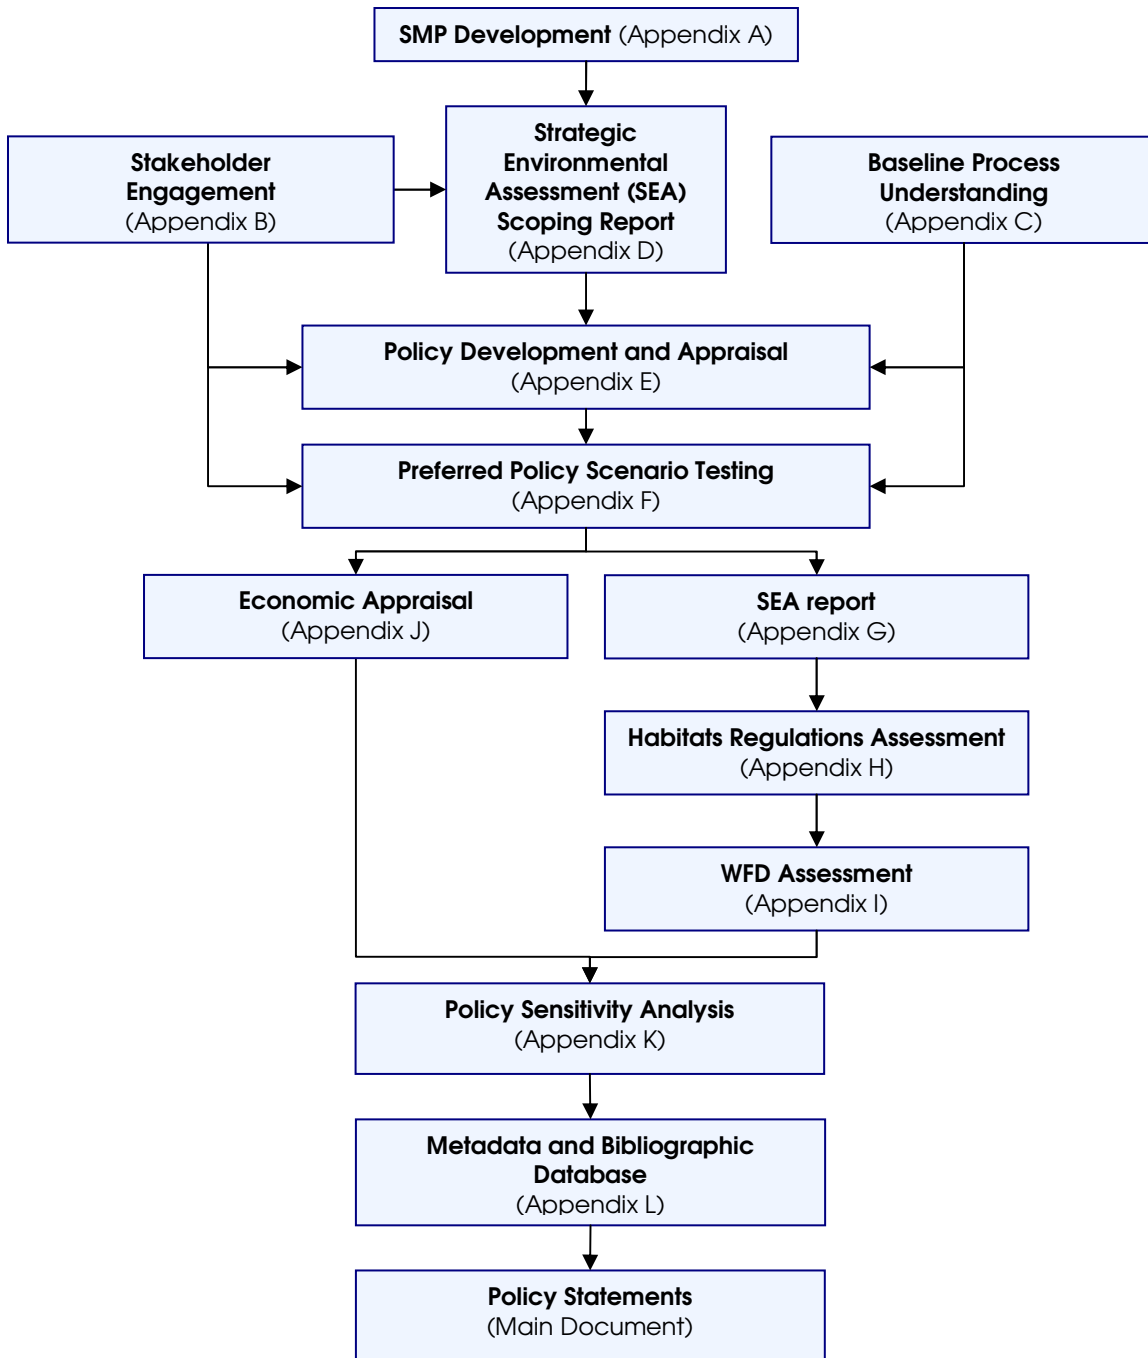 SMP Development (Appendix A)
Stakeholder
Engagement
(Appendix B)
Strategic
Environmental
Assessment (SEA)
Scoping Report
(Appendix D)
Baseline Process
Understanding
(Appendix C)
Policy Development and Appraisal
(Appendix E)
Preferred Policy Scenario Testing
(Appendix F)
Economic Appraisal
(Appendix J)
SEA report
(Appendix G)
Habitats Regulations Assessment
(Appendix H)
WFD Assessment
(Appendix I)
Policy Sensitivity Analysis
(Appendix K)
Metadata and Bibliographic
Database
(Appendix L)
Policy Statements
(Main Document)